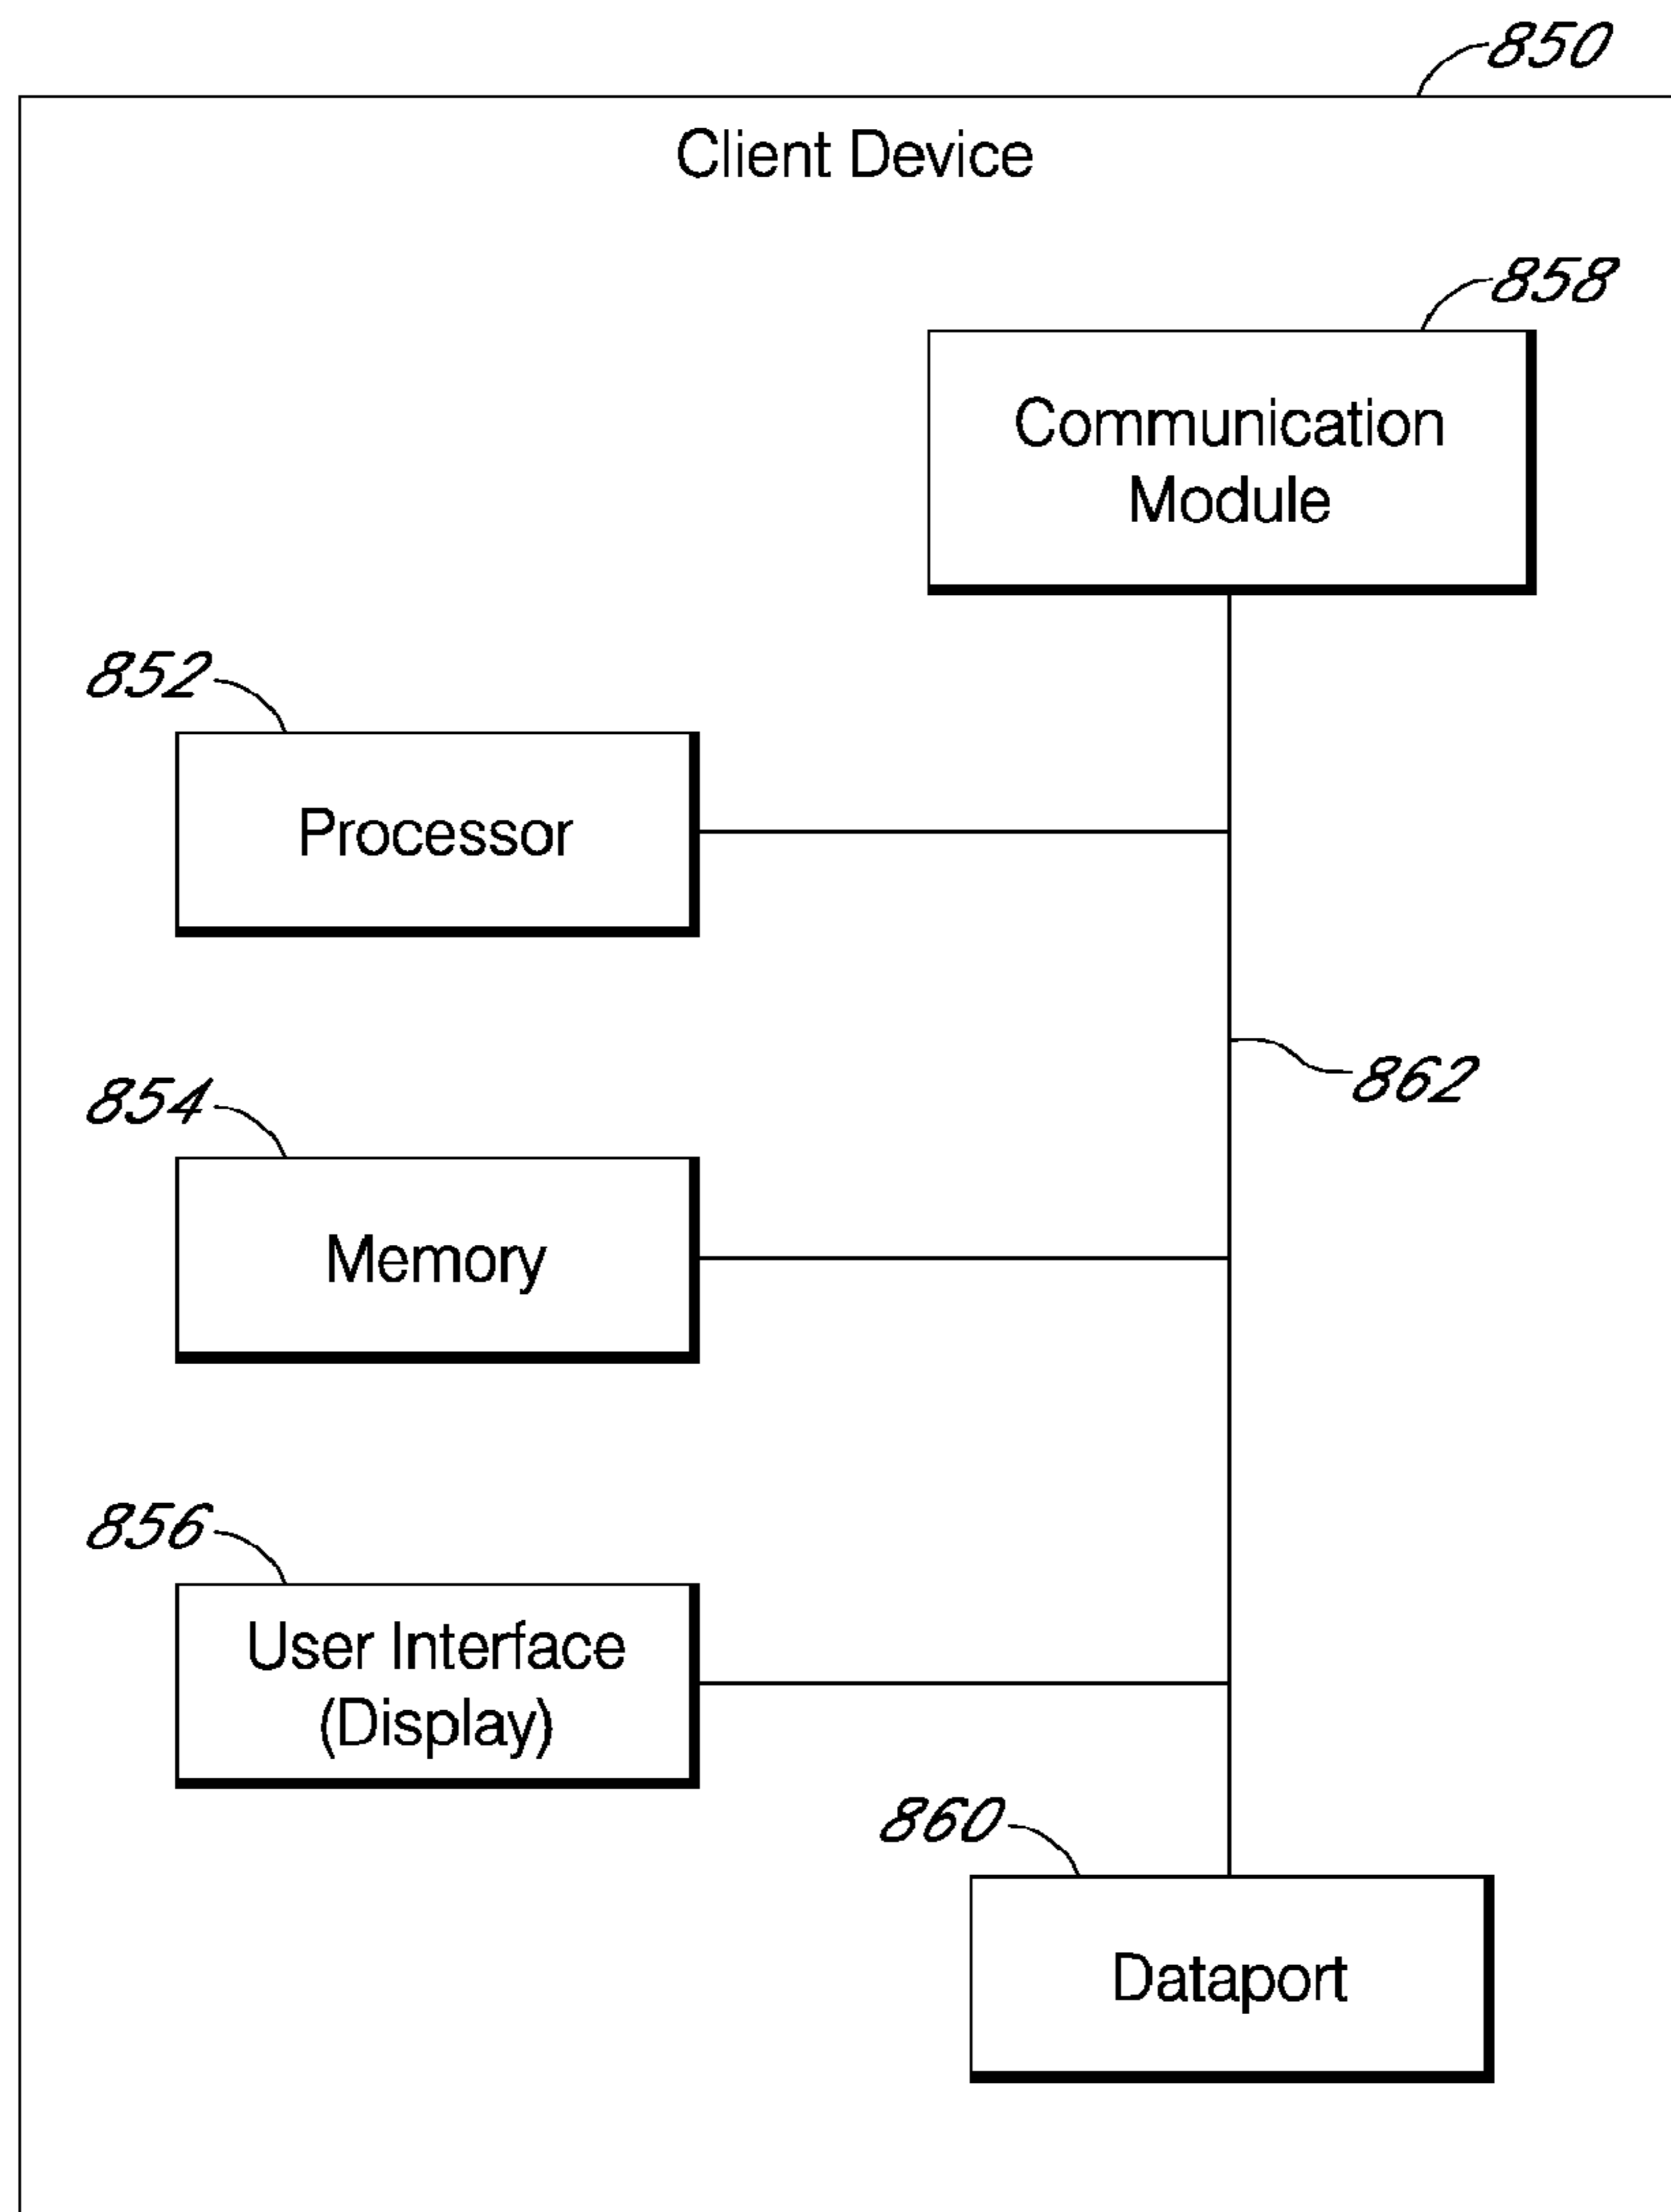 850
Client Device
858
Communication
Module
852
Processor
862
854
Memory
856
User Interface
(Display)
860
Dataport